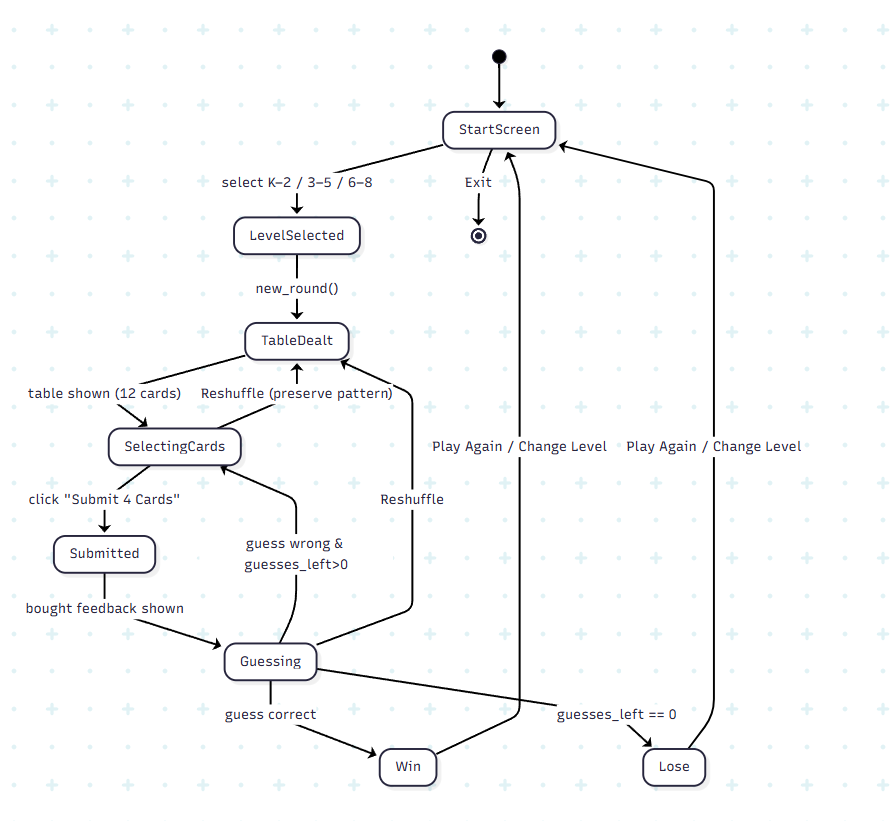 StartScreen
select K–2 / 3–5 / 6–8
Exit
LevelSelected
new_round()
TableDealt
table shown (12 cards)
Reshuffle (preserve pattern)
SelectingCards
Play Again / Change Level
Play Again / Change Level
click "Submit 4 Cards"
Reshuffle
Submitted
guess wrong &
guesses_left>0
bought feedback shown
Guessing
guess correct
guesses_left == 0
Win
Lose